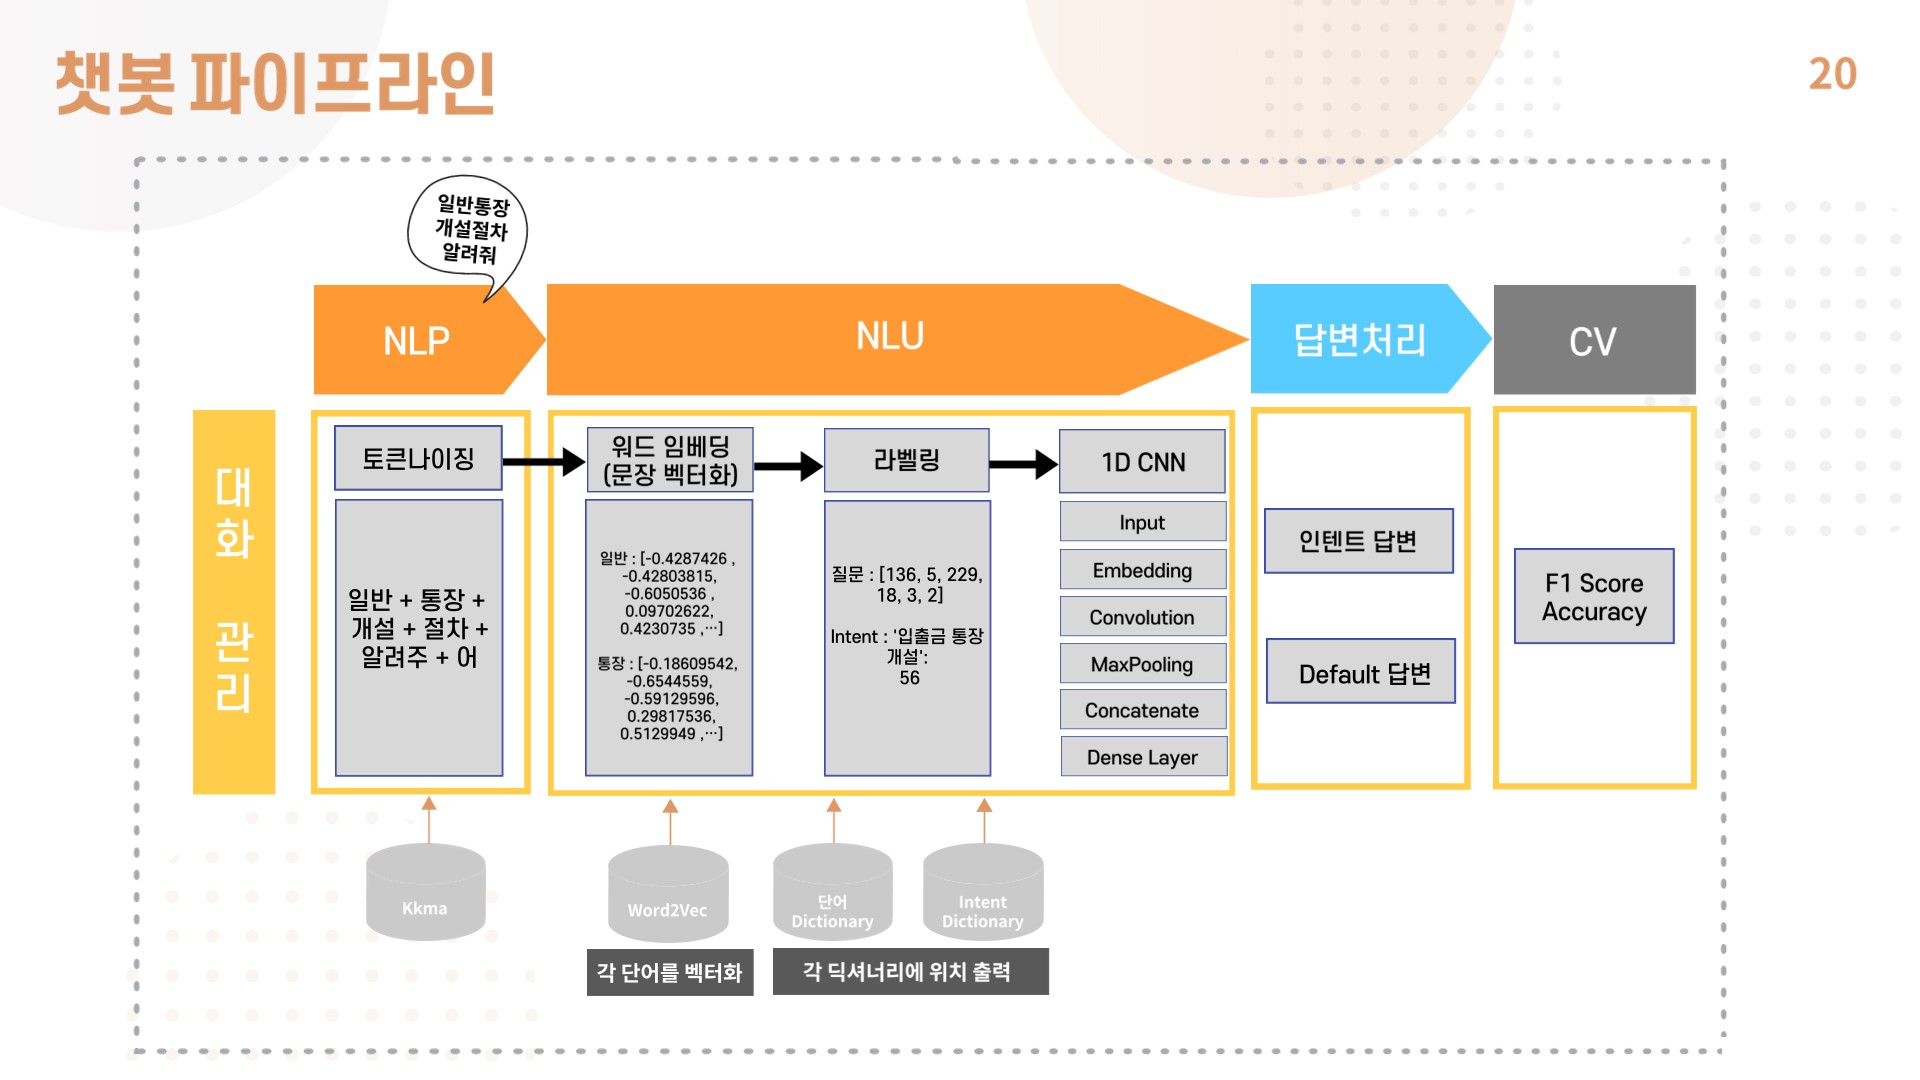 챗봇 파이프라인
20
일반통장
개설절차
알려줘
NLP
NLU
답변처리
CV
대
화
관
리
토큰나이징
일반 + 통장 +
개설 + 절차 +
알려주 + 어
워드 임베딩
(문장 벡터화)
일반 : [-0.4287426 ,
-0.42803815,
-0.6050536 ,
0.09702622,
0.4230735 ,…]
통장 : [-0.18609542,
-0.6544559,
-0.59129596,
0.29817536,
0.5129949 ,…]
라벨링
질문 : [136, 5, 229,
18, 3, 2]
Intent : '입출금 통장
개설':
56
1D CNN
Input
Embedding
Convolution
MaxPooling
Concatenate
Dense Layer
인텐트 답변
Default 답변
F1 Score
Accuracy
Kkma
Word2Vec
단어
Dictionary
Intent
Dictionary
각 단어를 벡터화
각 딕셔너리에 위치 출력